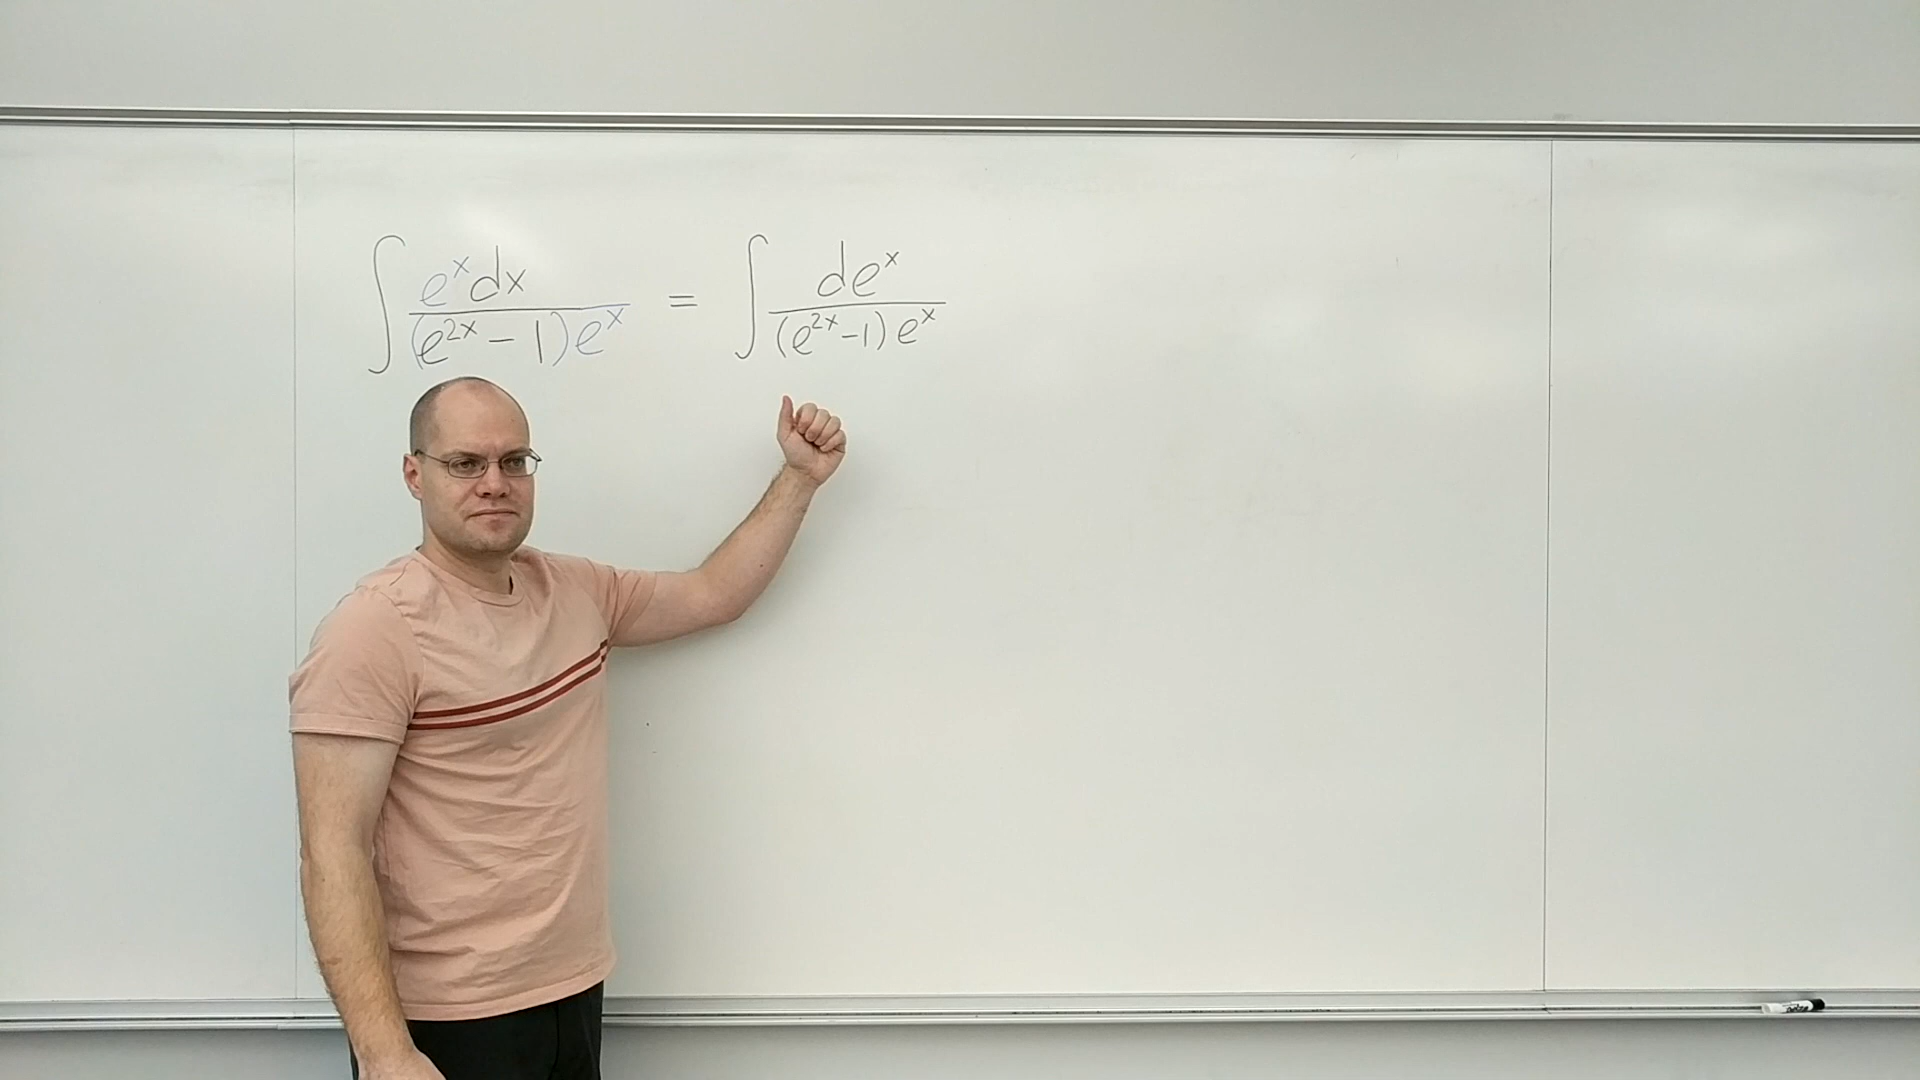 ∫ e^x dx / ((e^{2x} - 1) e^x) = ∫ de^x / ((e^{2x} - 1) e^x)